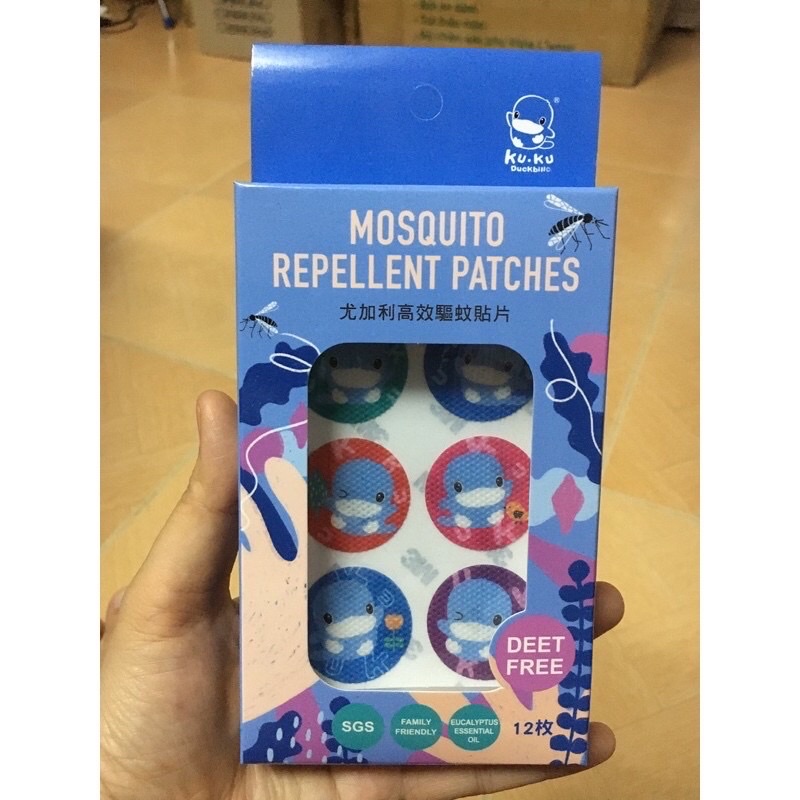 KU.KU
Duckbill©
MOSQUITO
REPELLENT PATCHES
尤加利高效驅蚊貼片
3M
DEET
FREE
SGS
FAMILY
FRIENDLY
EUCALYPTUS
ESSENTIAL
OIL
12枚